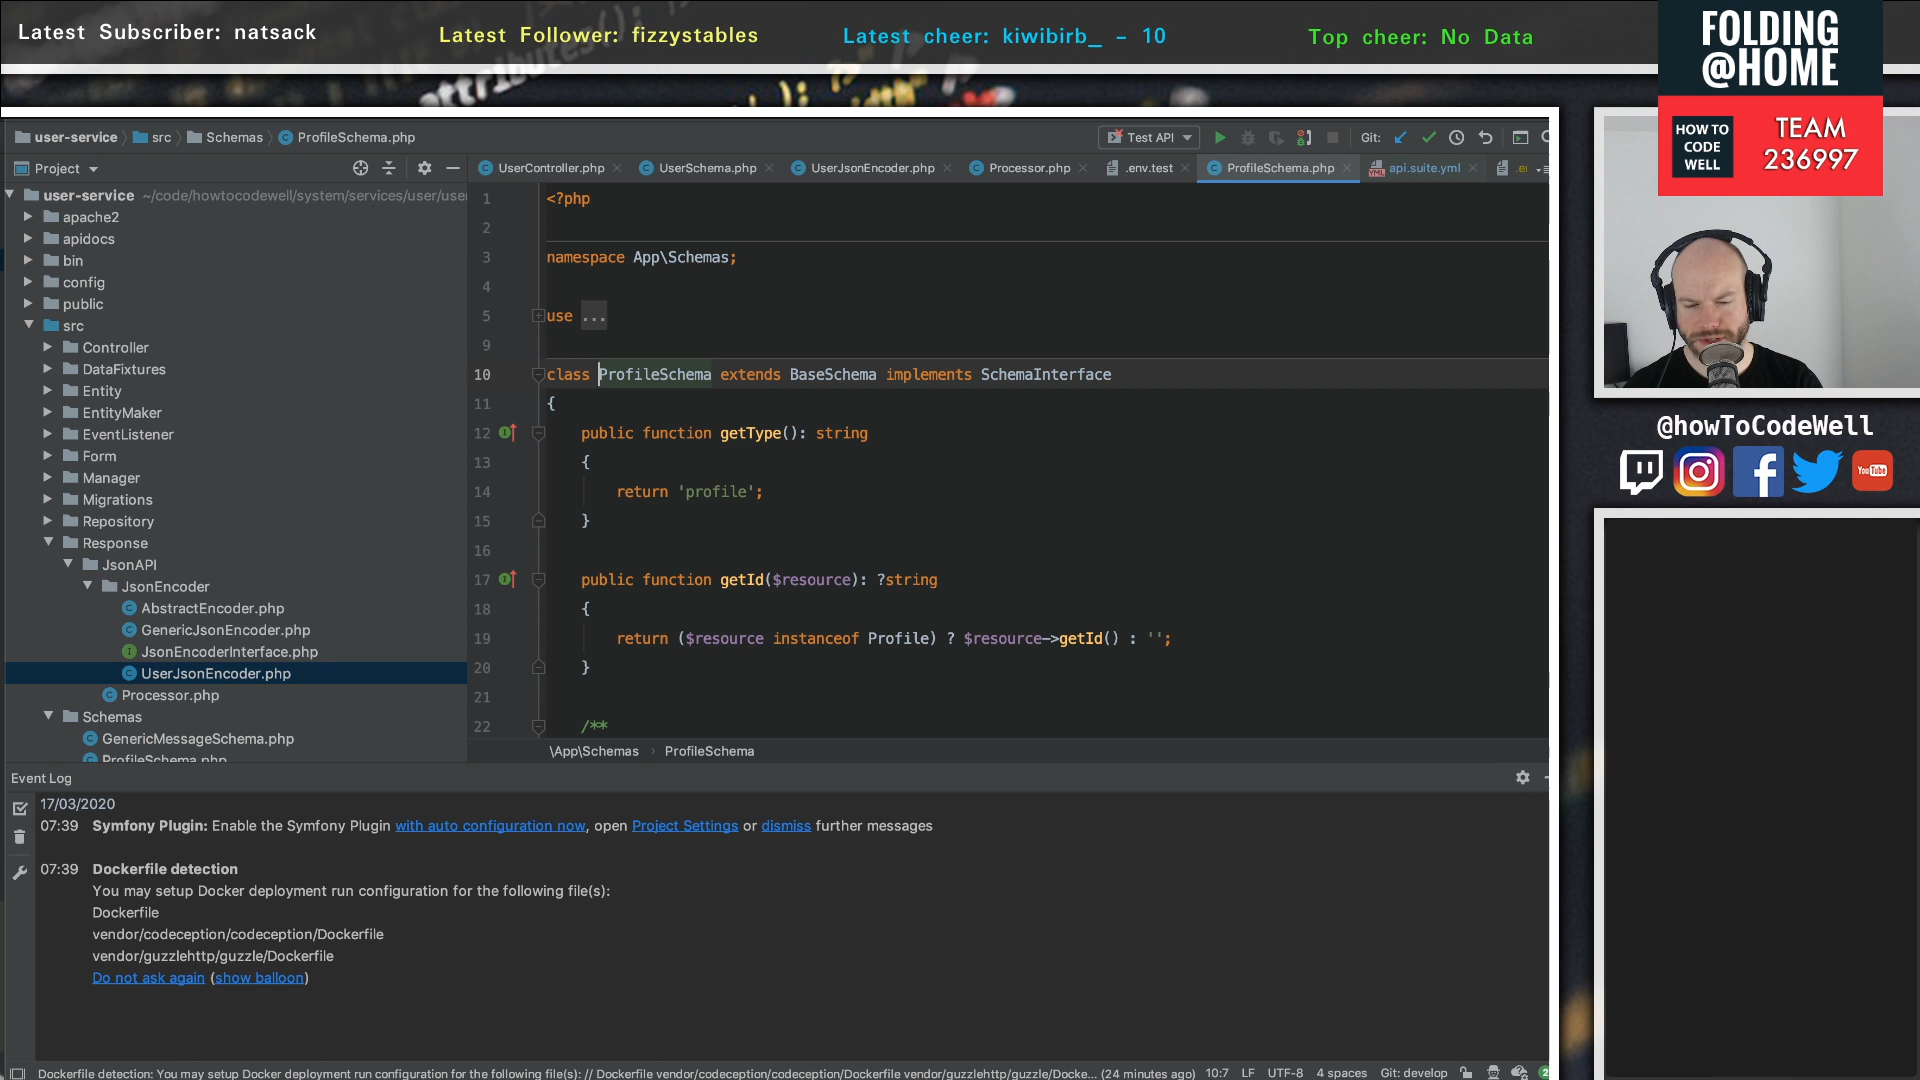 Latest Subscriber: natsack
Latest Follower: fizzystables
Latest cheer: kiwibirb_ - 10
Top cheer: No Data
FOLDING
@HOME
HOW TO
CODE
WELL
TEAM
236997
attributes();
user-service
src
Schemas
ProfileSchema.php
Test API
Git:
Project
UserController.php
UserSchema.php
UserJsonEncoder.php
Processor.php
.env.test
ProfileSchema.php
api.suite.yml
user-service ~/code/howtocodewell/system/services/user/user
apache2
apidocs
bin
config
public
src
Controller
DataFixtures
Entity
EntityMaker
EventListener
Form
Manager
Migrations
Repository
Response
JsonAPI
JsonEncoder
AbstractEncoder.php
GenericJsonEncoder.php
JsonEncoderInterface.php
UserJsonEncoder.php
Processor.php
Schemas
GenericMessageSchema.php
ProfileSchema.php
1 <?php
2
3 namespace App\Schemas;
4
5 use ...
9
10 class ProfileSchema extends BaseSchema implements SchemaInterface
11 {
12 public function getType(): string
13 {
14 return 'profile';
15 }
16
17 public function getId($resource): ?string
18 {
19 return ($resource instanceof Profile) ? $resource->getId() : '';
20 }
21
22 /**
\App\Schemas › ProfileSchema
Event Log
17/03/2020
07:39 Symfony Plugin: Enable the Symfony Plugin with auto configuration now, open Project Settings or dismiss further messages
07:39 Dockerfile detection
You may setup Docker deployment run configuration for the following file(s):
Dockerfile
vendor/codeception/codeception/Dockerfile
vendor/guzzlehttp/guzzle/Dockerfile
Do not ask again (show balloon)
Dockerfile detection: You may setup Docker deployment run configuration for the following file(s): // Dockerfile vendor/codeception/codeception/Dockerfile vendor/guzzlehttp/guzzle/Docke... (24 minutes ago) 10:7 LF UTF-8 4 spaces Git: develop 2
@howToCodeWell
You Tube